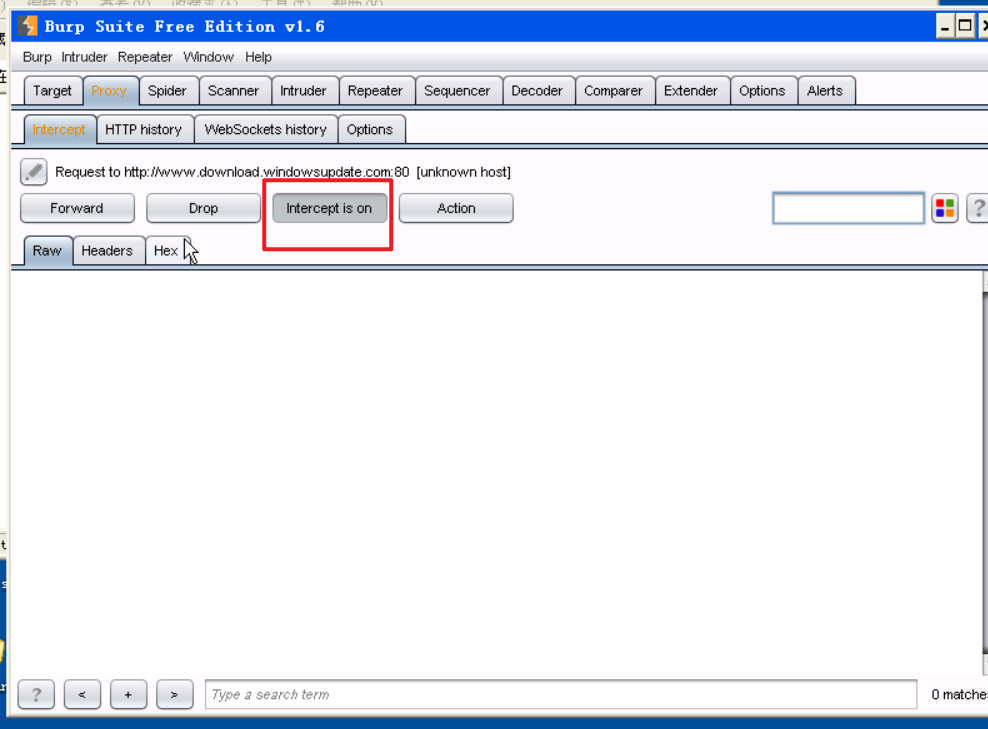 Burp Suite Free Edition v1.6
Burp Intruder Repeater Window Help
Target Proxy Spider Scanner Intruder Repeater Sequencer Decoder Comparer Extender Options Alerts
Intercept HTTP history WebSockets history Options
Request to http://www.download.windowsupdate.com:80 [unknown host]
Forward Drop Intercept is on Action ?
Raw Headers Hex
? < + > Type a search term 0 matche